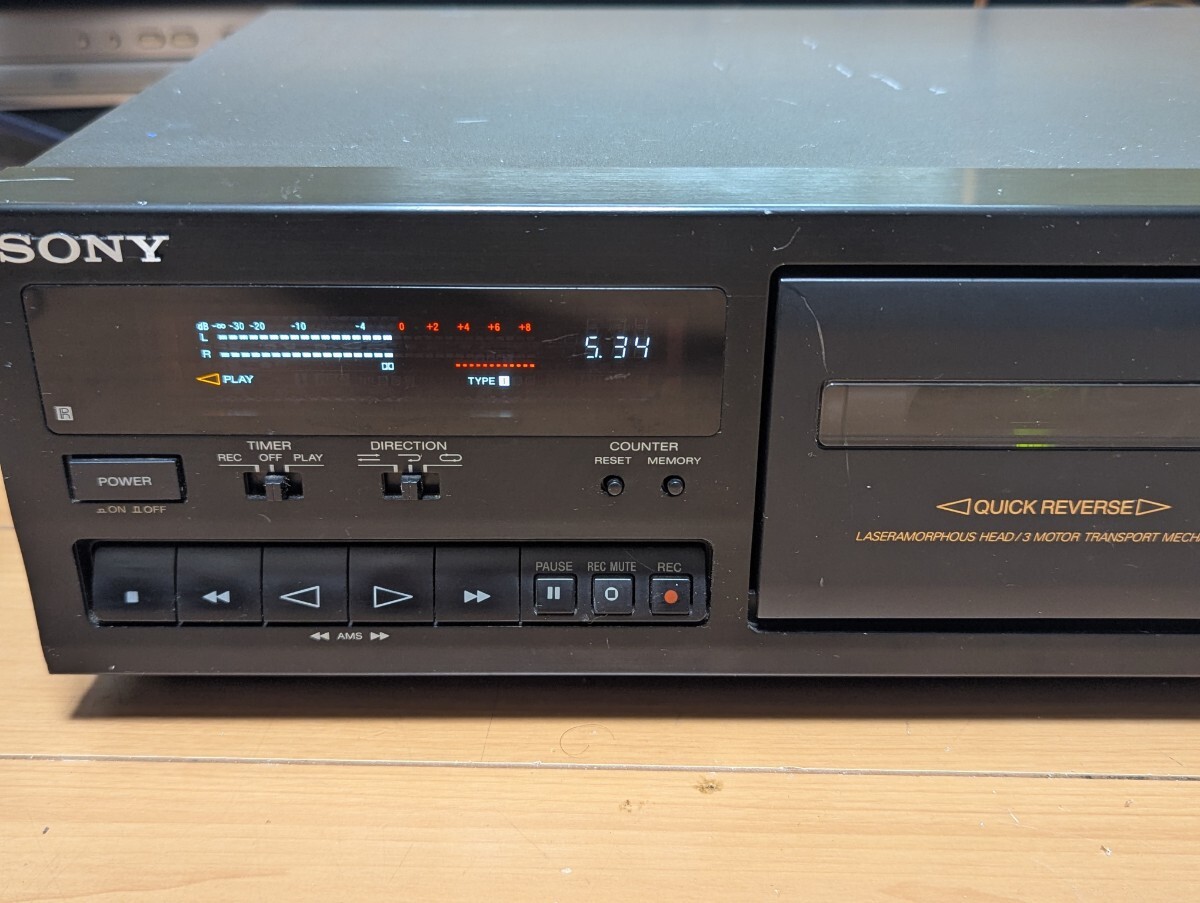 SONY
dB -∞ -30 -20 -10 -4 0 +2 +4 +6 +8
L
R
5.34
PLAY
TYPE I
R
TIMER
REC OFF PLAY
DIRECTION
COUNTER
RESET MEMORY
POWER
ON OFF
PAUSE REC MUTE REC
AMS
QUICK REVERSE
LASERAMORPHOUS HEAD/3 MOTOR TRANSPORT MECH